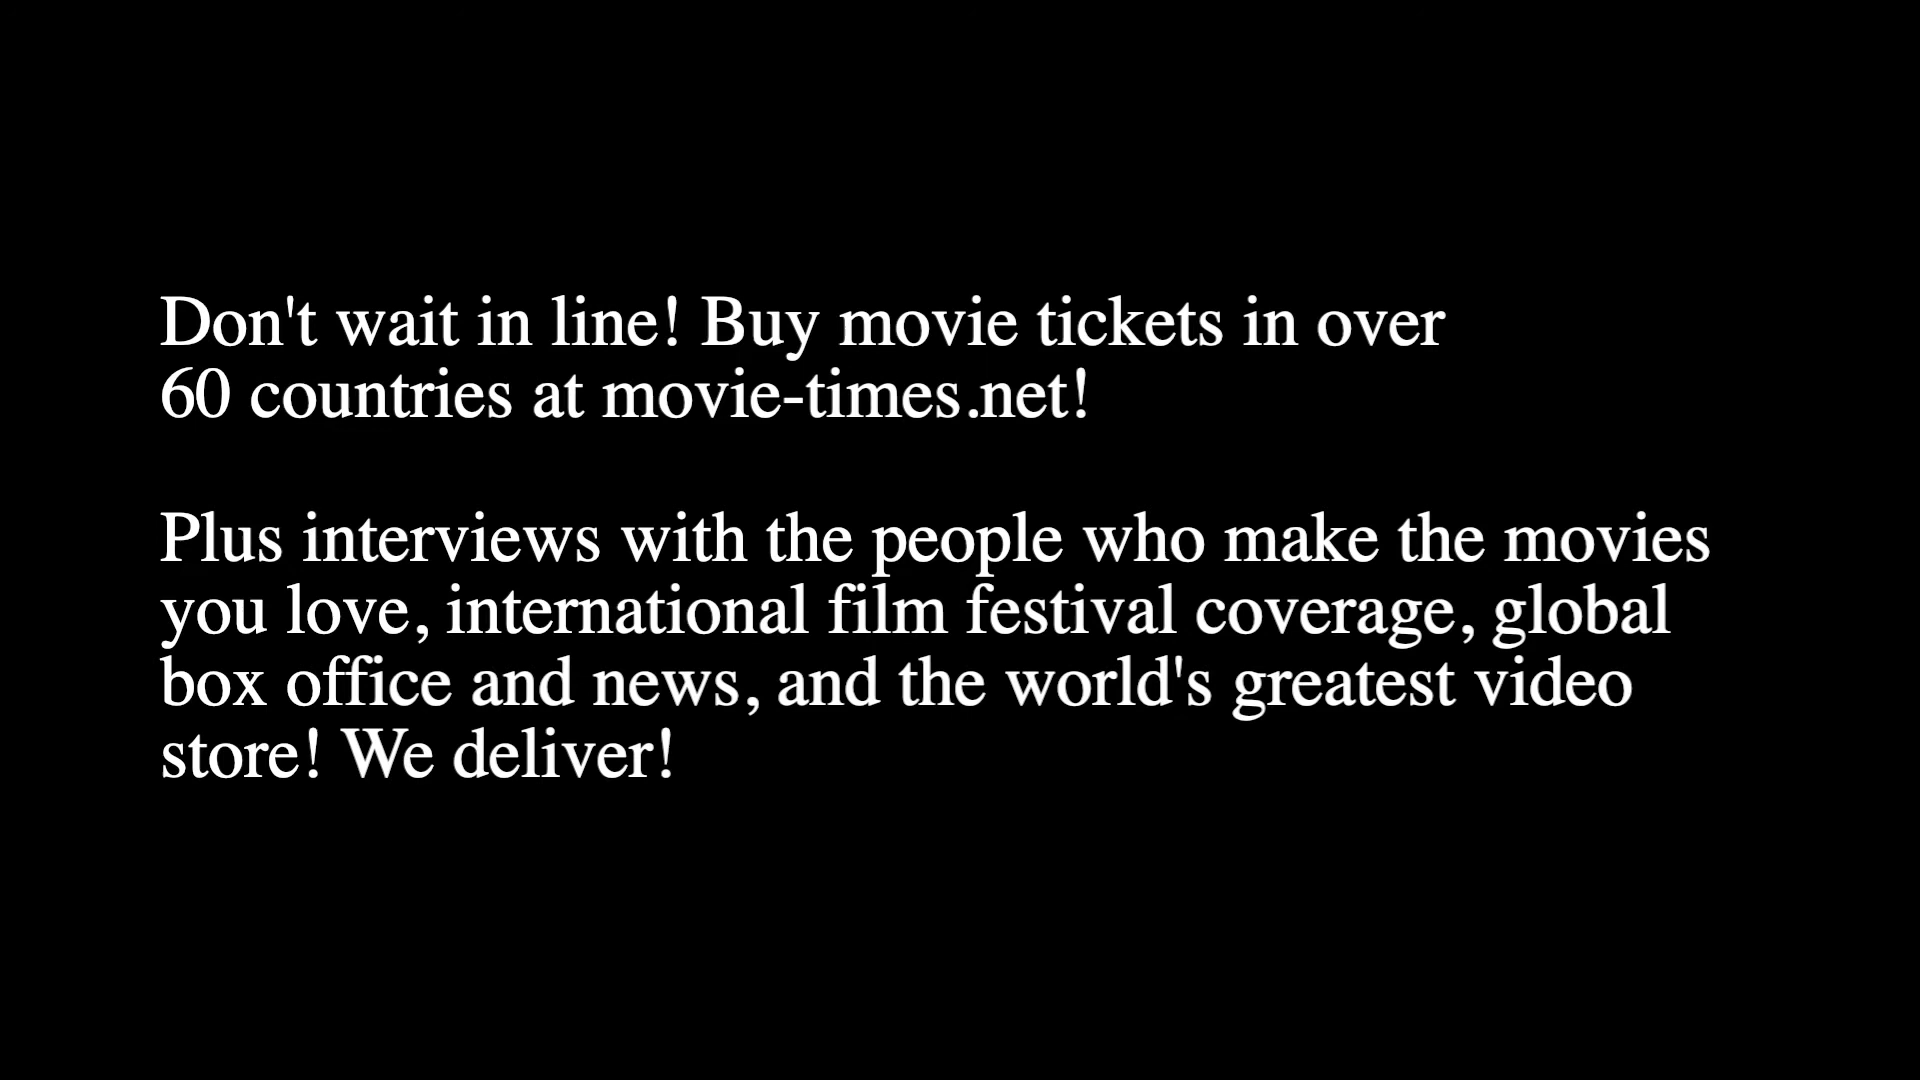 Don't wait in line! Buy movie tickets in over
60 countries at movie-times.net!
Plus interviews with the people who make the movies
you love, international film festival coverage, global
box office and news, and the world's greatest video
store! We deliver!